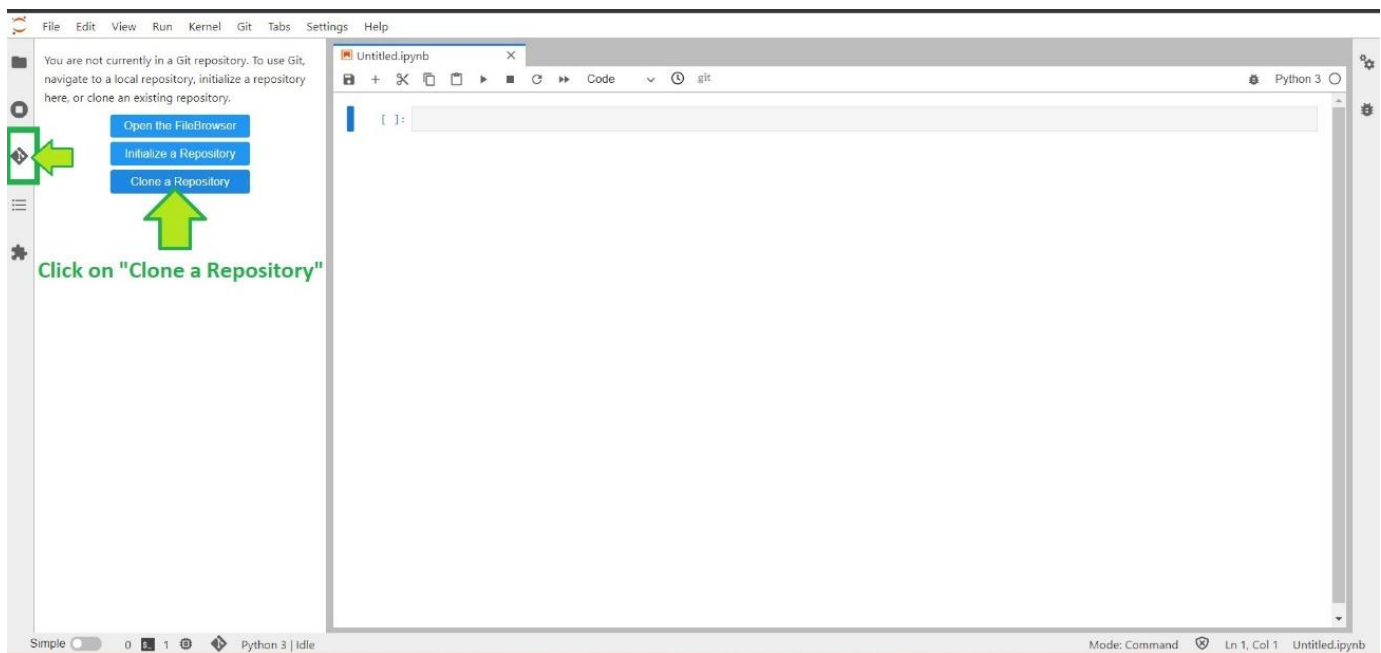 File Edit View Run Kernel Git Tabs Settings Help
You are not currently in a Git repository. To use Git,
navigate to a local repository, initialize a repository
here, or clone an existing repository.
Open the FileBrowser
Initialize a Repository
Clone a Repository
Click on "Clone a Repository"
Untitled.ipynb
Code git Python 3
[ ]:
Simple 0 1 Python 3 | Idle Mode: Command Ln 1, Col 1 Untitled.ipynb